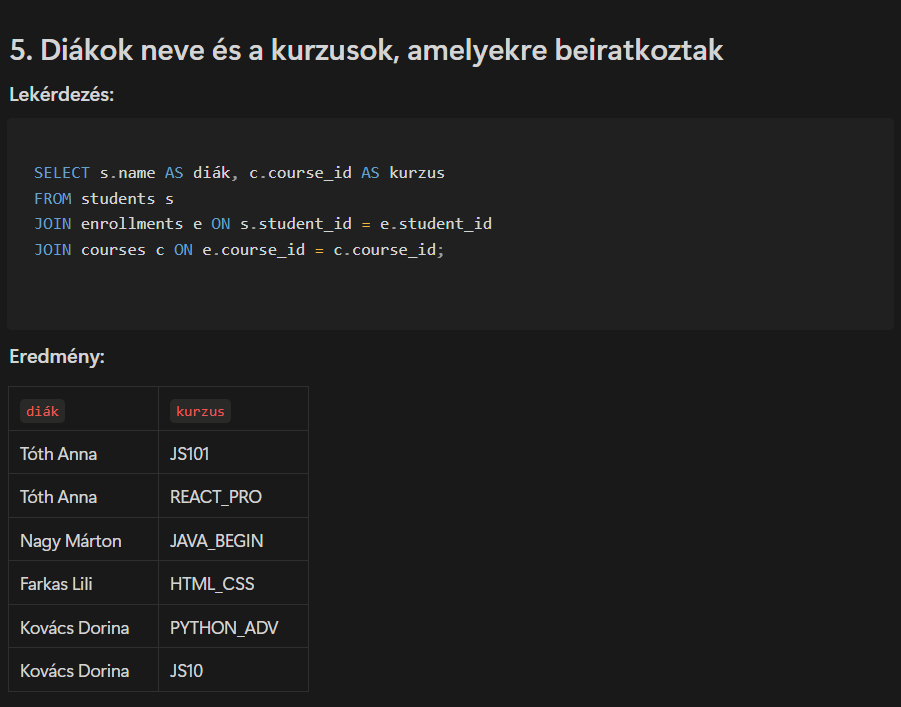 5. Diákok neve és a kurzusok, amelyekre beiratkoztak
Lekérdezés:
SELECT s.name AS diák, c.course_id AS kurzus
FROM students s
JOIN enrollments e ON s.student_id = e.student_id
JOIN courses c ON e.course_id = c.course_id;
Eredmény:
diák kurzus
Tóth Anna JS101
Tóth Anna REACT_PRO
Nagy Márton JAVA_BEGIN
Farkas Lili HTML_CSS
Kovács Dorina PYTHON_ADV
Kovács Dorina JS10